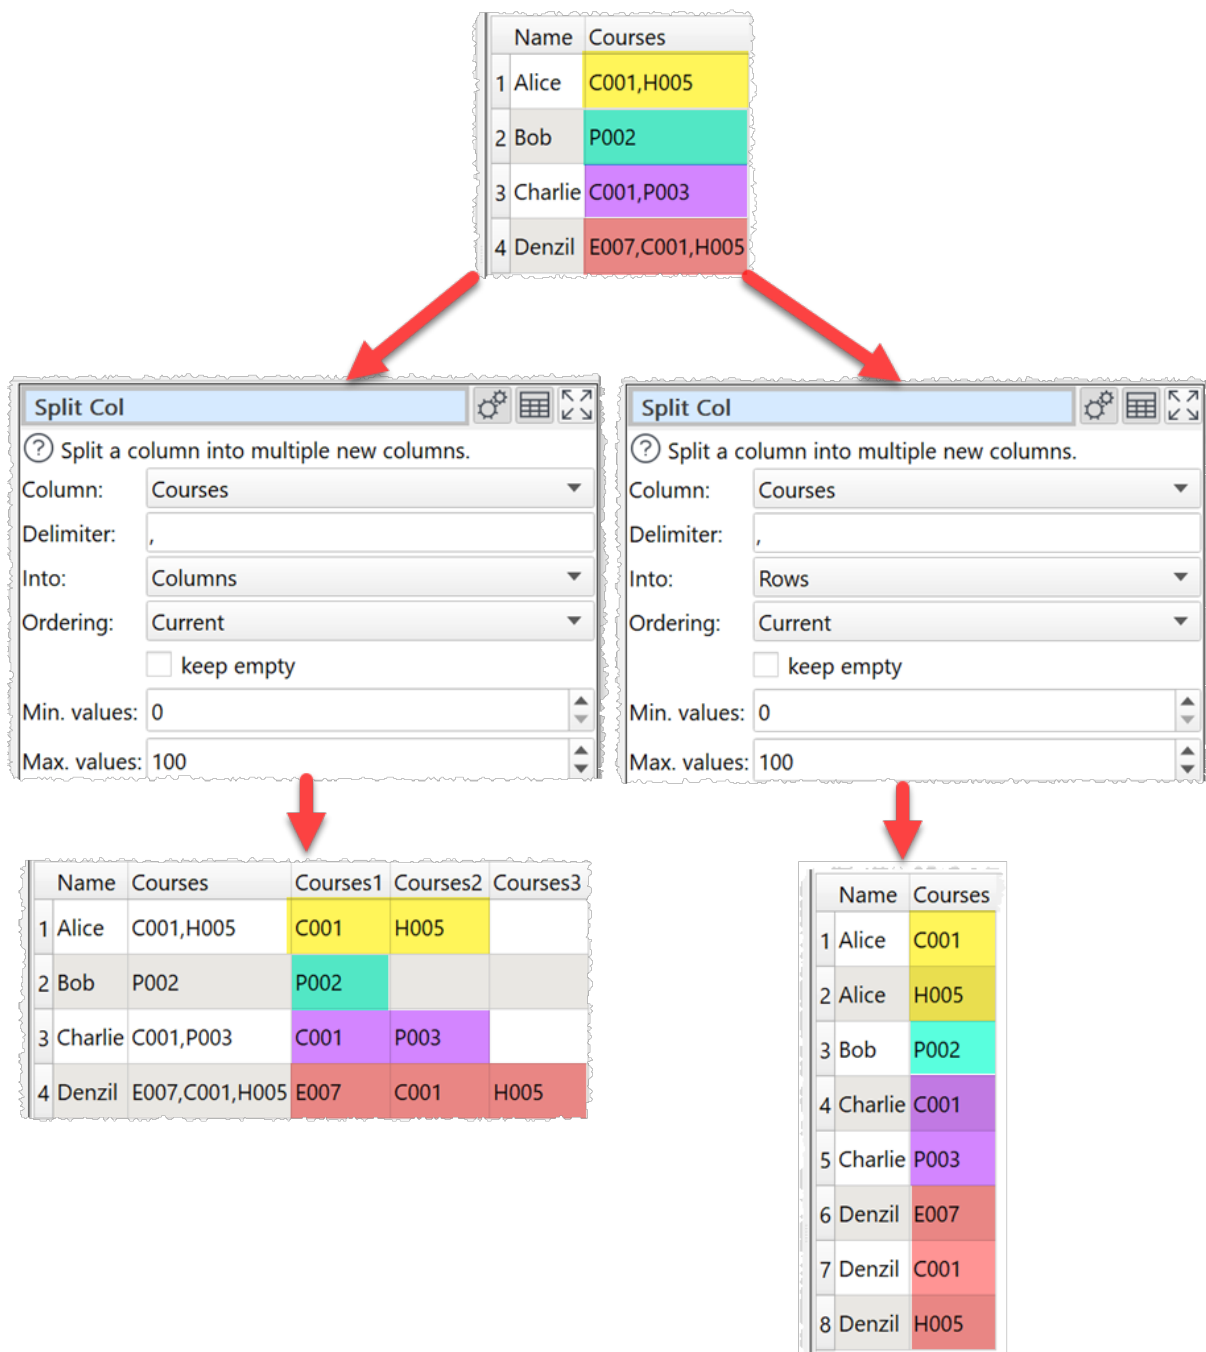 Name Courses
1 Alice C001,H005
2 Bob P002
3 Charlie C001,P003
4 Denzil E007,C001,H005
Split Col
? Split a column into multiple new columns.
Column: Courses
Delimiter: ,
Into: Columns
Ordering: Current
keep empty
Min. values: 0
Max. values: 100
Split Col
? Split a column into multiple new columns.
Column: Courses
Delimiter: ,
Into: Rows
Ordering: Current
keep empty
Min. values: 0
Max. values: 100
Name Courses Courses1 Courses2 Courses3
1 Alice C001,H005 C001 H005
2 Bob P002 P002
3 Charlie C001,P003 C001 P003
4 Denzil E007,C001,H005 E007 C001 H005
Name Courses
1 Alice C001
2 Alice H005
3 Bob P002
4 Charlie C001
5 Charlie P003
6 Denzil E007
7 Denzil C001
8 Denzil H005